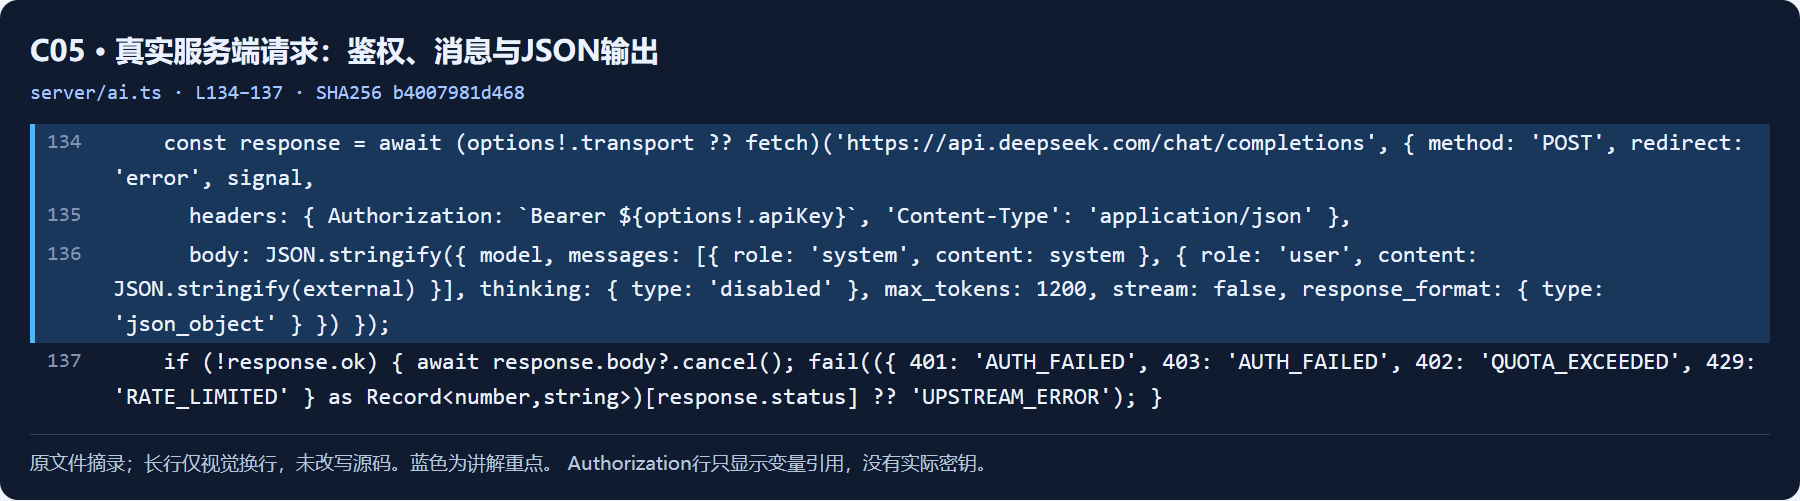 C05 • 真实服务端请求：鉴权、消息与JSON输出
server/ai.ts · L134–137 · SHA256 b4007981d468
134 const response = await (options!.transport ?? fetch)('https://api.deepseek.com/chat/completions', { method: 'POST', redirect:
'error', signal,
135 headers: { Authorization: `Bearer ${options!.apiKey}`, 'Content-Type': 'application/json' },
136 body: JSON.stringify({ model, messages: [{ role: 'system', content: system }, { role: 'user', content:
JSON.stringify(external) }], thinking: { type: 'disabled' }, max_tokens: 1200, stream: false, response_format: { type:
'json_object' } }) });
137 if (!response.ok) { await response.body?.cancel(); fail(({ 401: 'AUTH_FAILED', 403: 'AUTH_FAILED', 402: 'QUOTA_EXCEEDED', 429:
'RATE_LIMITED' } as Record<number,string>)[response.status] ?? 'UPSTREAM_ERROR'); }
原文件摘录；长行仅视觉换行，未改写源码。蓝色为讲解重点。 Authorization行只显示变量引用，没有实际密钥。